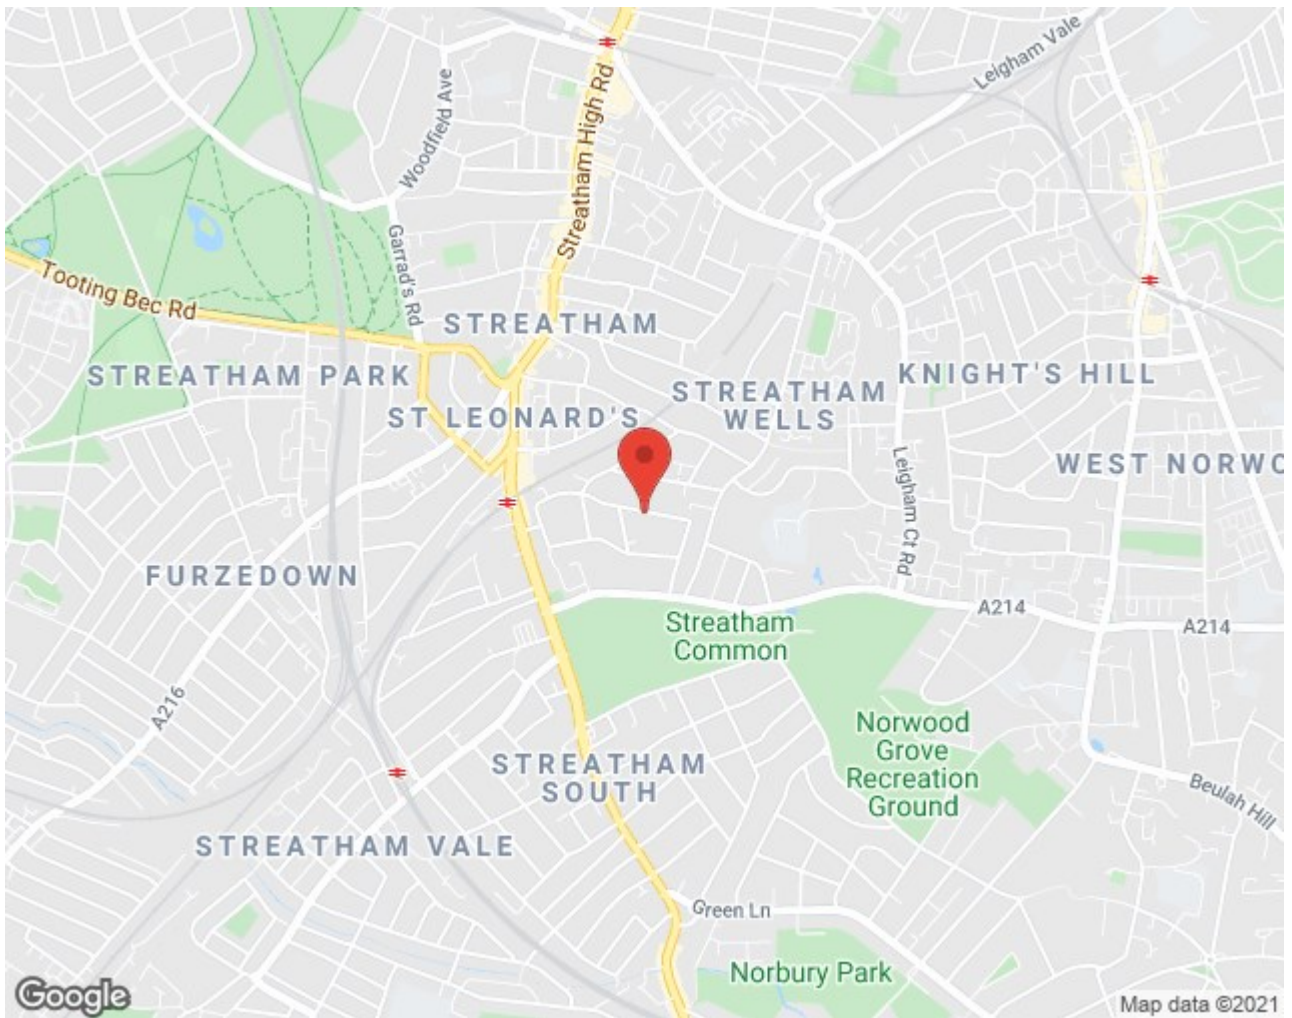 Leigham Vale
Woodfield Ave
Streatham High Rd
Garrad's Rd
Tooting Bec Rd
STREATHAM
STREATHAM PARK
KNIGHT'S HILL
STREATHAM
WELLS
ST LEONARD'S
WEST NORWO
Leigham Ct Rd
FURZEDOWN
A214
A214
Streatham
Common
A216
Norwood
Grove
Recreation
Ground
STREATHAM
SOUTH
Beulah Hill
STREATHAM VALE
Green Ln
Norbury Park
Google
Map data ©2021